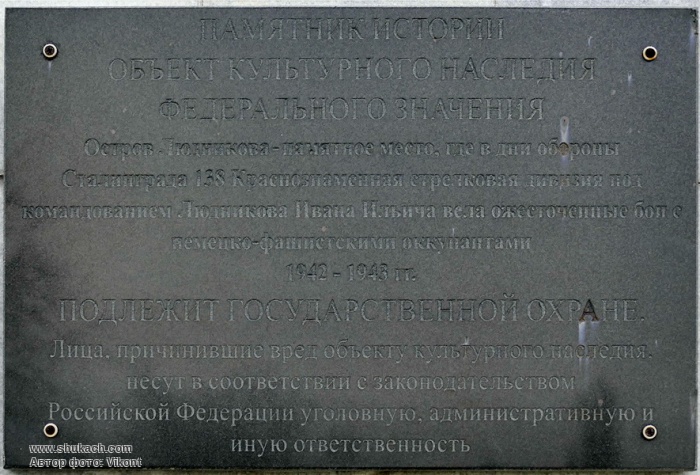 ПАМЯТНИК ИСТОРИИ
ОБЪЕКТ КУЛЬТУРНОГО НАСЛЕДИЯ
ФЕДЕРАЛЬНОГО ЗНАЧЕНИЯ
Остров Людникова-памятное место, где в дни обороны
Сталинграда 138 Краснознаменная стрелковая дивизия под
командованием Людникова Ивана Ильича вела ожесточенные бои с
немецко-фашистскими оккупантами
1942 - 1943 гг.
ПОДЛЕЖИТ ГОСУДАРСТВЕННОЙ ОХРАНЕ.
Лица, причинившие вред объекту культурного наследия,
несут в соответствии с законодательством
Российской Федерации уголовную, административную и
иную ответственность
www.shukach.com
Автор фото: Vikont